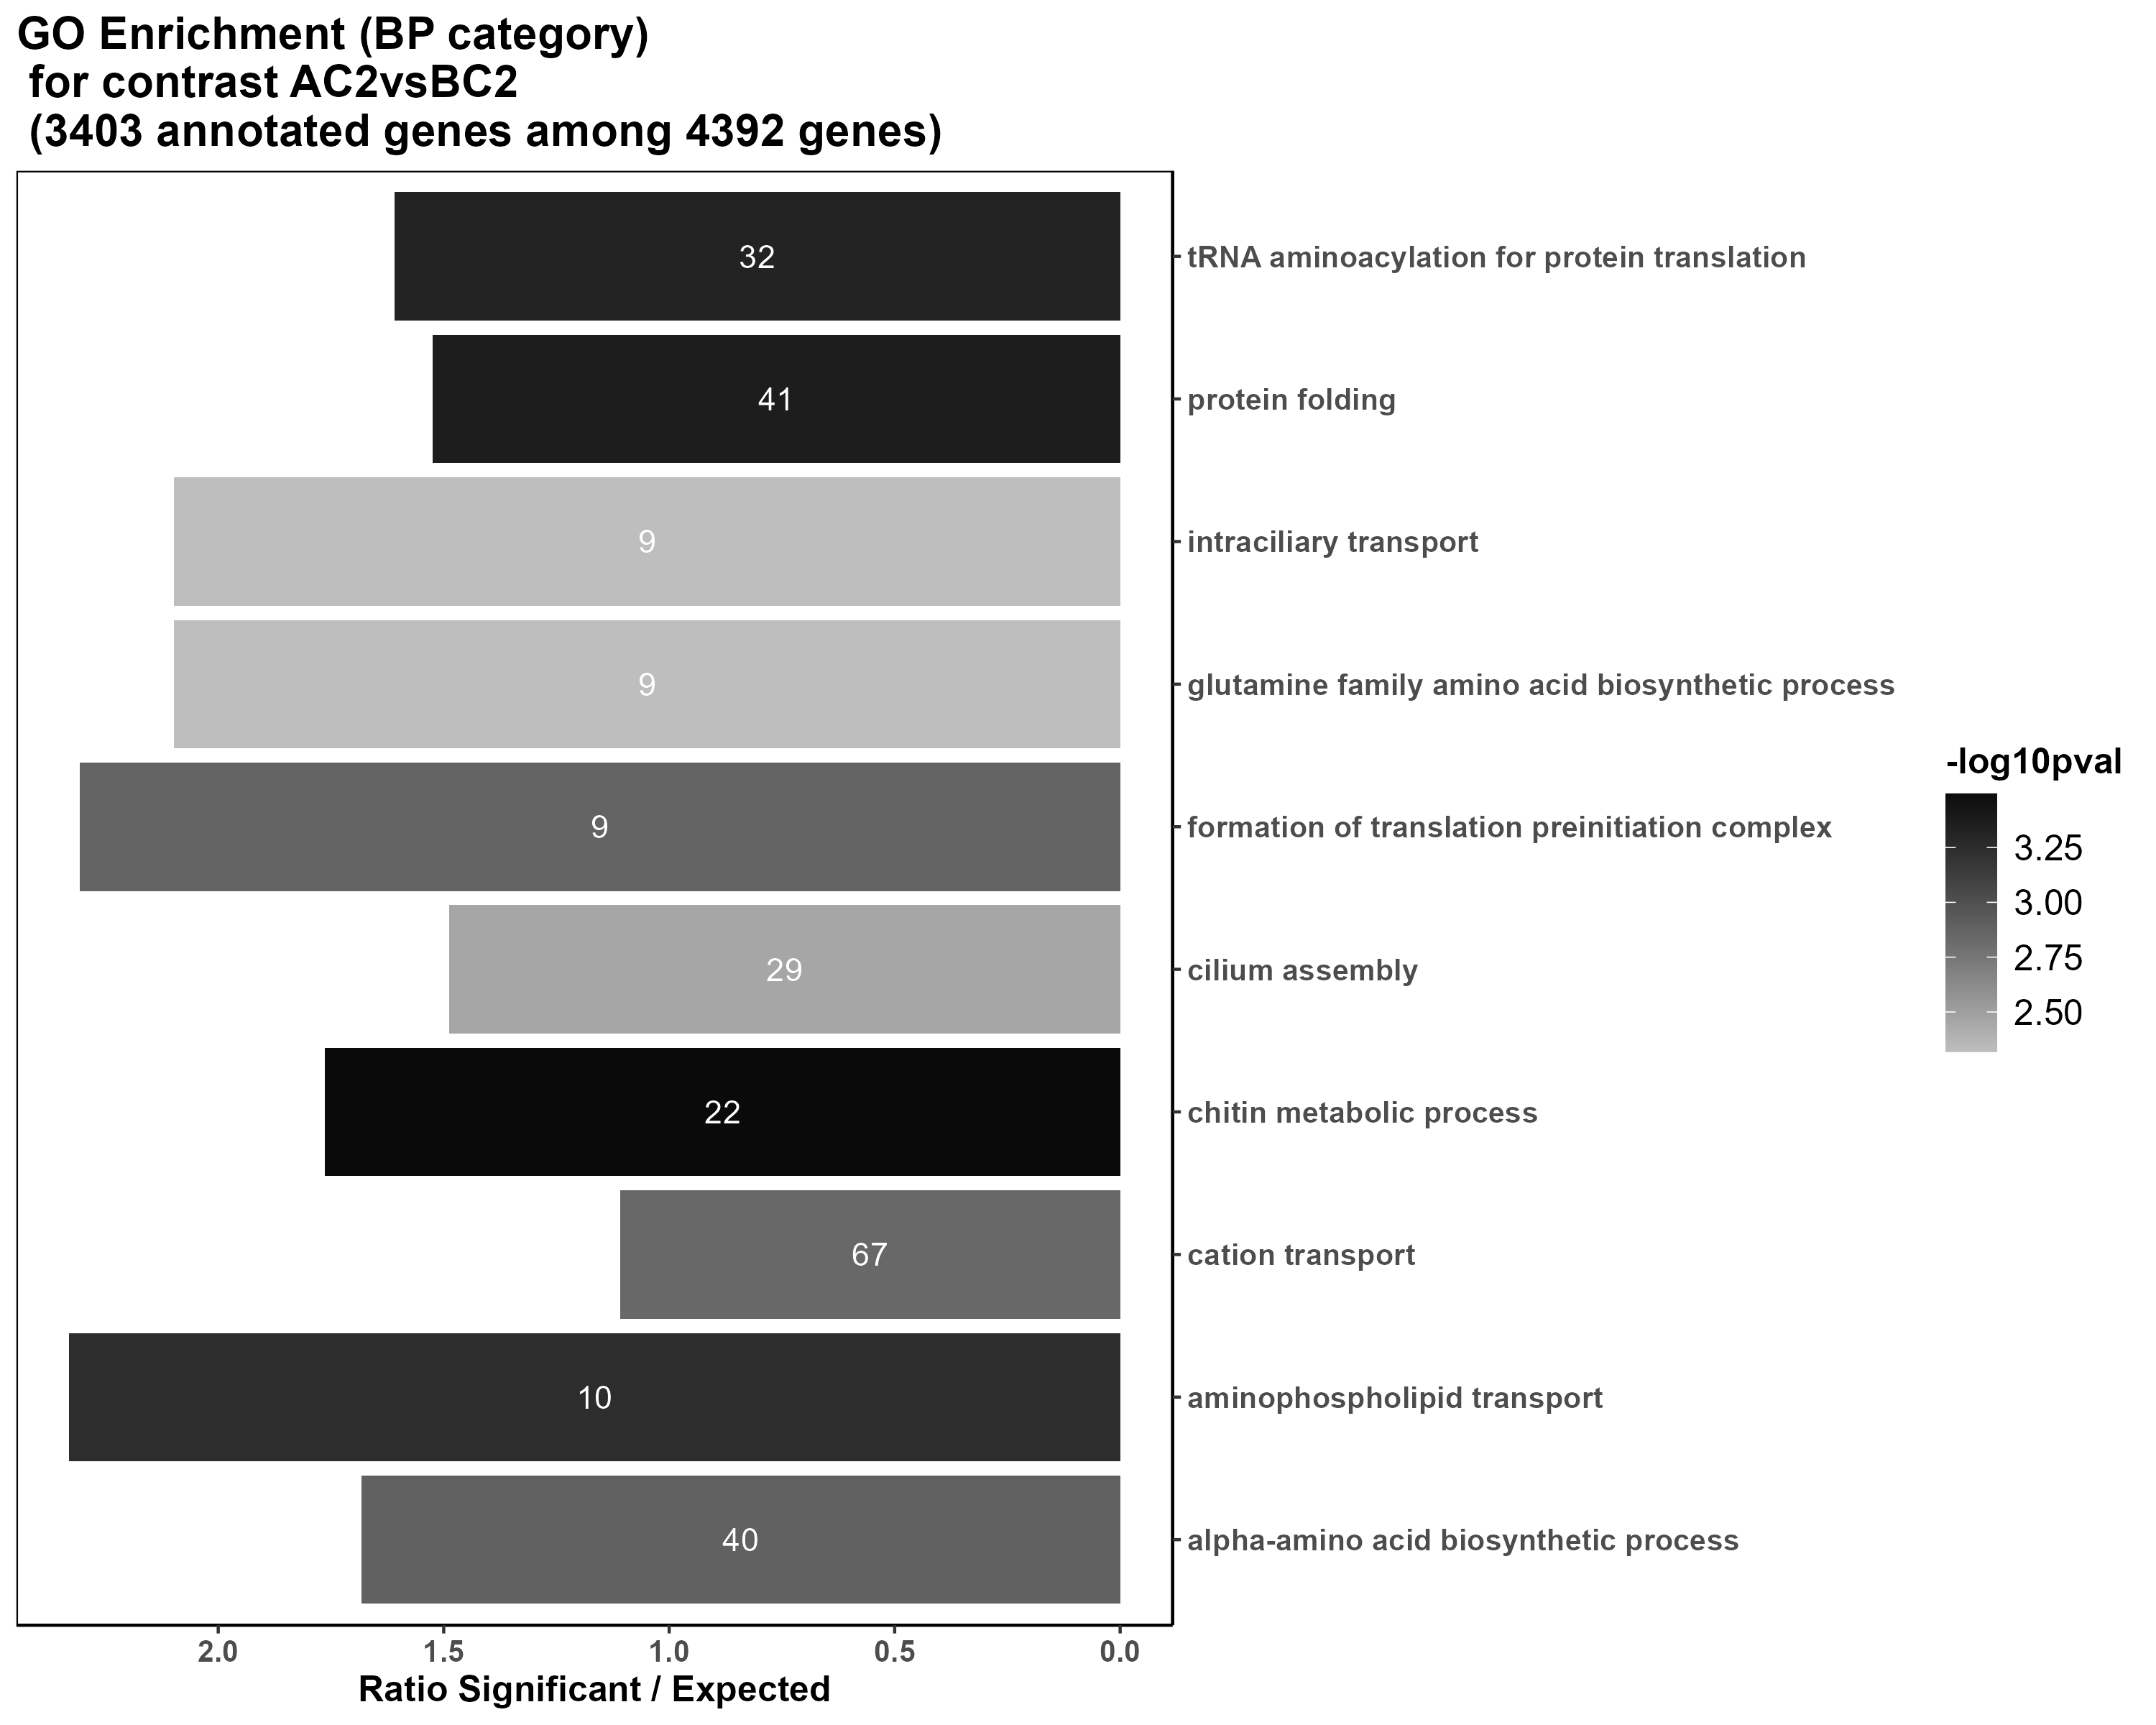 GO Enrichment (BP category)
for contrast AC2vsBC2
(3403 annotated genes among 4392 genes)
32
tRNA aminoacylation for protein translation
41
protein folding
9
intraciliary transport
9
glutamine family amino acid biosynthetic process
9
formation of translation preinitiation complex
29
cilium assembly
22
chitin metabolic process
67
cation transport
10
aminophospholipid transport
40
alpha-amino acid biosynthetic process
2.0 1.5 1.0 0.5 0.0
Ratio Significant / Expected
-log10pval
3.25
3.00
2.75
2.50